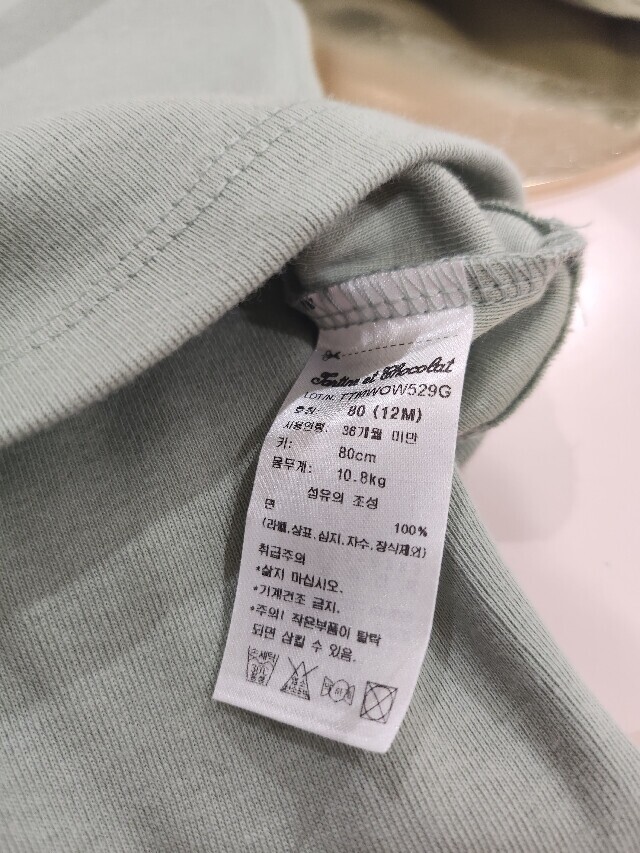 Tartine et Chocolat
LOT/N. TTMWOW529G
호칭: 80 (12M)
사용연령: 36개월 미만
키: 80cm
몸무게: 10.8kg
섬유의 조성
면 100%
(라벨.상표.심지.자수.장식제외)
취급주의
*삶지 마십시오.
*기계건조 금지.
*주의! 작은부품이 탈락
되면 삼킬 수 있음.